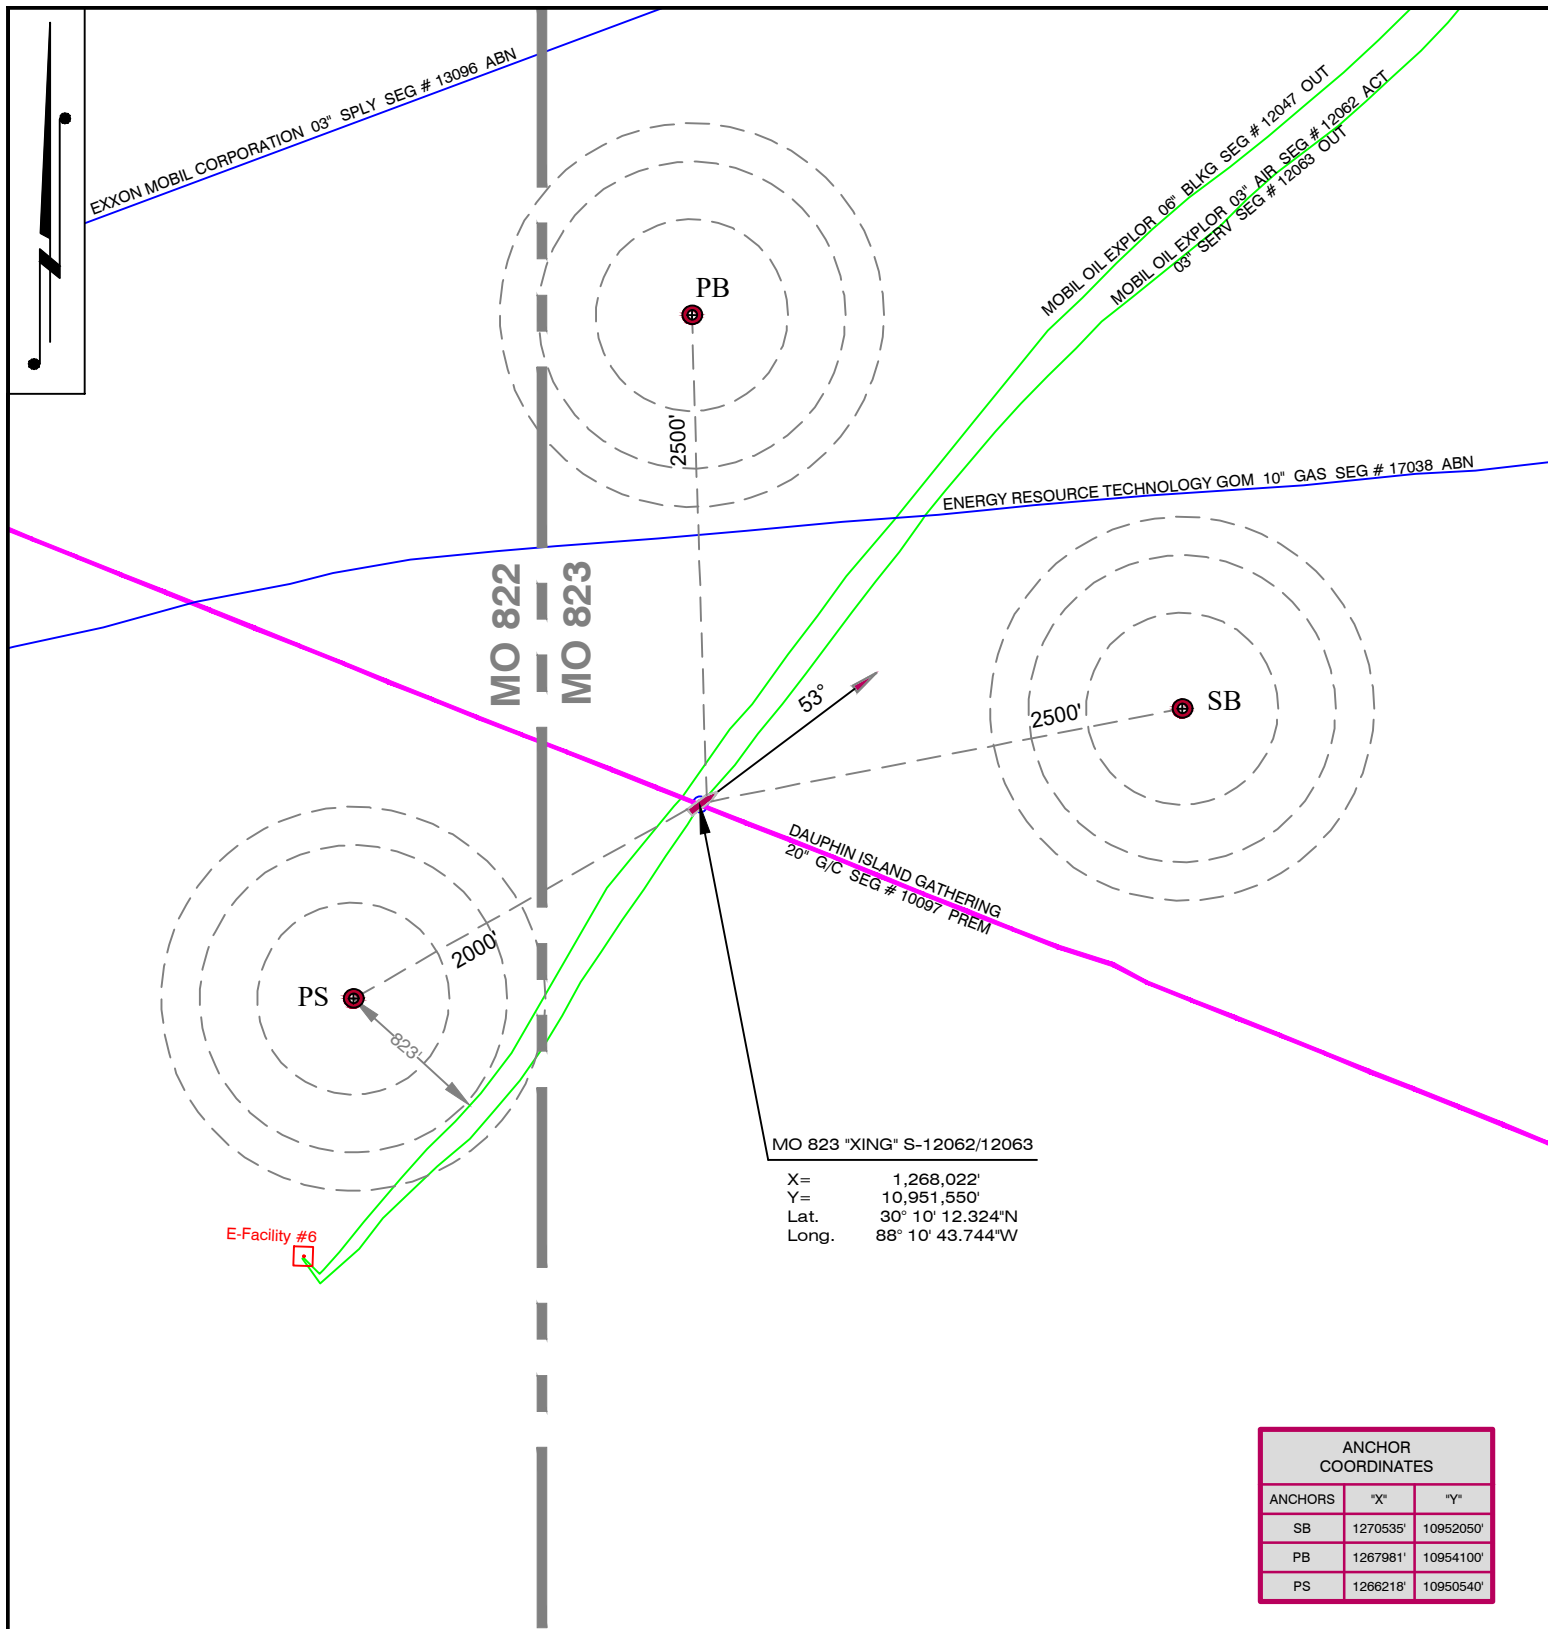 EXXON MOBIL CORPORATION 03" SPLY SEG # 13096 ABN
MOBIL OIL EXPLOR 06" BLKG SEG # 12047 OUT
MOBIL OIL EXPLOR 03" AIR SEG # 12062 ACT
03" SERV SEG # 12063 OUT
PB
2500'
ENERGY RESOURCE TECHNOLOGY GOM 10" GAS SEG # 17038 ABN
MO 822
MO 823
53°
2500'
SB
DAUPHIN ISLAND GATHERING
20" G/C SEG # 10097 PREM
2000'
PS
823'
MO 823 "XING" S-12062/12063
X= 1,268,022'
Y= 10,951,550'
Lat. 30° 10' 12.324"N
Long. 88° 10' 43.744"W
E-Facility #6
ANCHOR
COORDINATES
ANCHORS "X" "Y"
SB 1270535' 10952050'
PB 1267981' 10954100'
PS 1266218' 10950540'